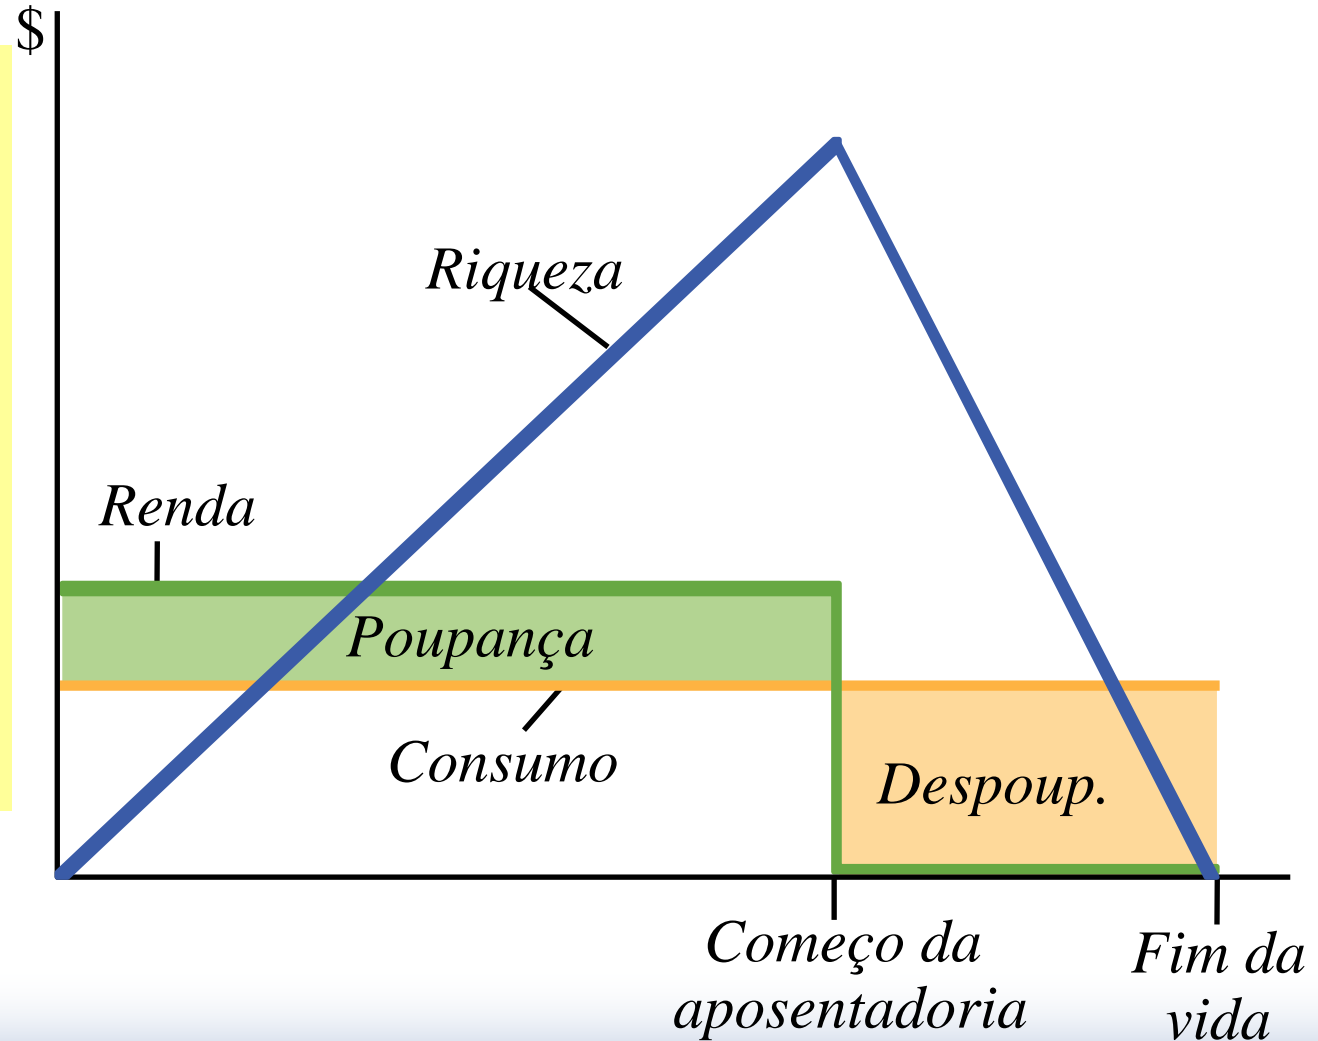 $
Riqueza
Renda
Poupança
Consumo
Despoup.
Começo da
aposentadoria
Fim da
vida